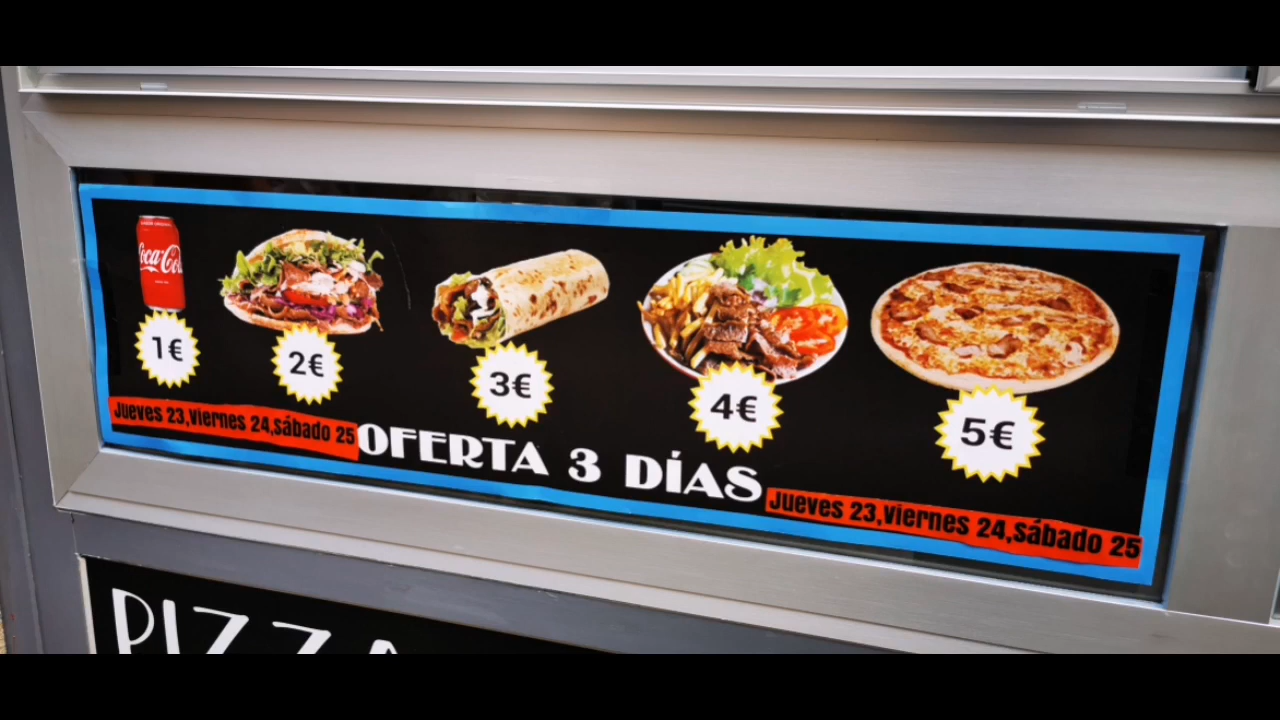 Coca-Cola
1€
2€
3€
4€
5€
Jueves 23,Viernes 24,Sábado 25
OFERTA 3 DÍAS
Jueves 23,Viernes 24,Sábado 25
PIZZA